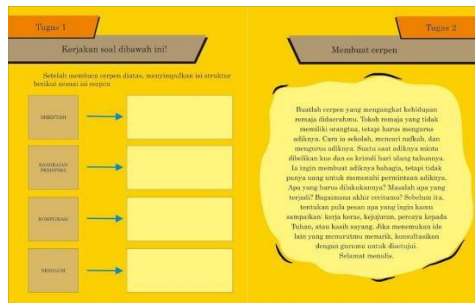 Tugas 1
Kerjakan soal dibawah ini!
Setelah membaca cerpen diatas, menyimpulkan isi struktur
berikut sesuai isi cerpen
ORIENTASI
RANGKAIAN
PERISTIWA
KOMPLIKASI
RESOLUSI
Tugas 2
Membuat cerpen
Buatlah cerpen yang mengangkat kehidupan
remaja didaerahmu. Tokoh remaja yang tidak
memiliki orangtua, tetapi harus mengurus
adiknya. Cara ia sekolah, mencari nafkah, dan
mengurus adiknya. Suatu saat adiknya minta
dibelikan kue dan es krimdi hari ulang tahunnya.
Ia ingin membuat adiknya bahagia, tetapi tidak
punya uang untuk memenuhi permintaan adiknya.
Apa yang harus dilakukannya? Masalah apa yang
terjadi? Bagaimana akhir ceritamu? Sebelum itu,
tentukan pula pesan apa yang ingin kamu
sampaikan: kerja keras, kejujuran, percaya kepada
Tuhan, atau kasih sayang. Jika menemukan ide
lain yang menurutmu menarik, konsultasikan
dengan gurumu untuk disetujui.
Selamat menulis.